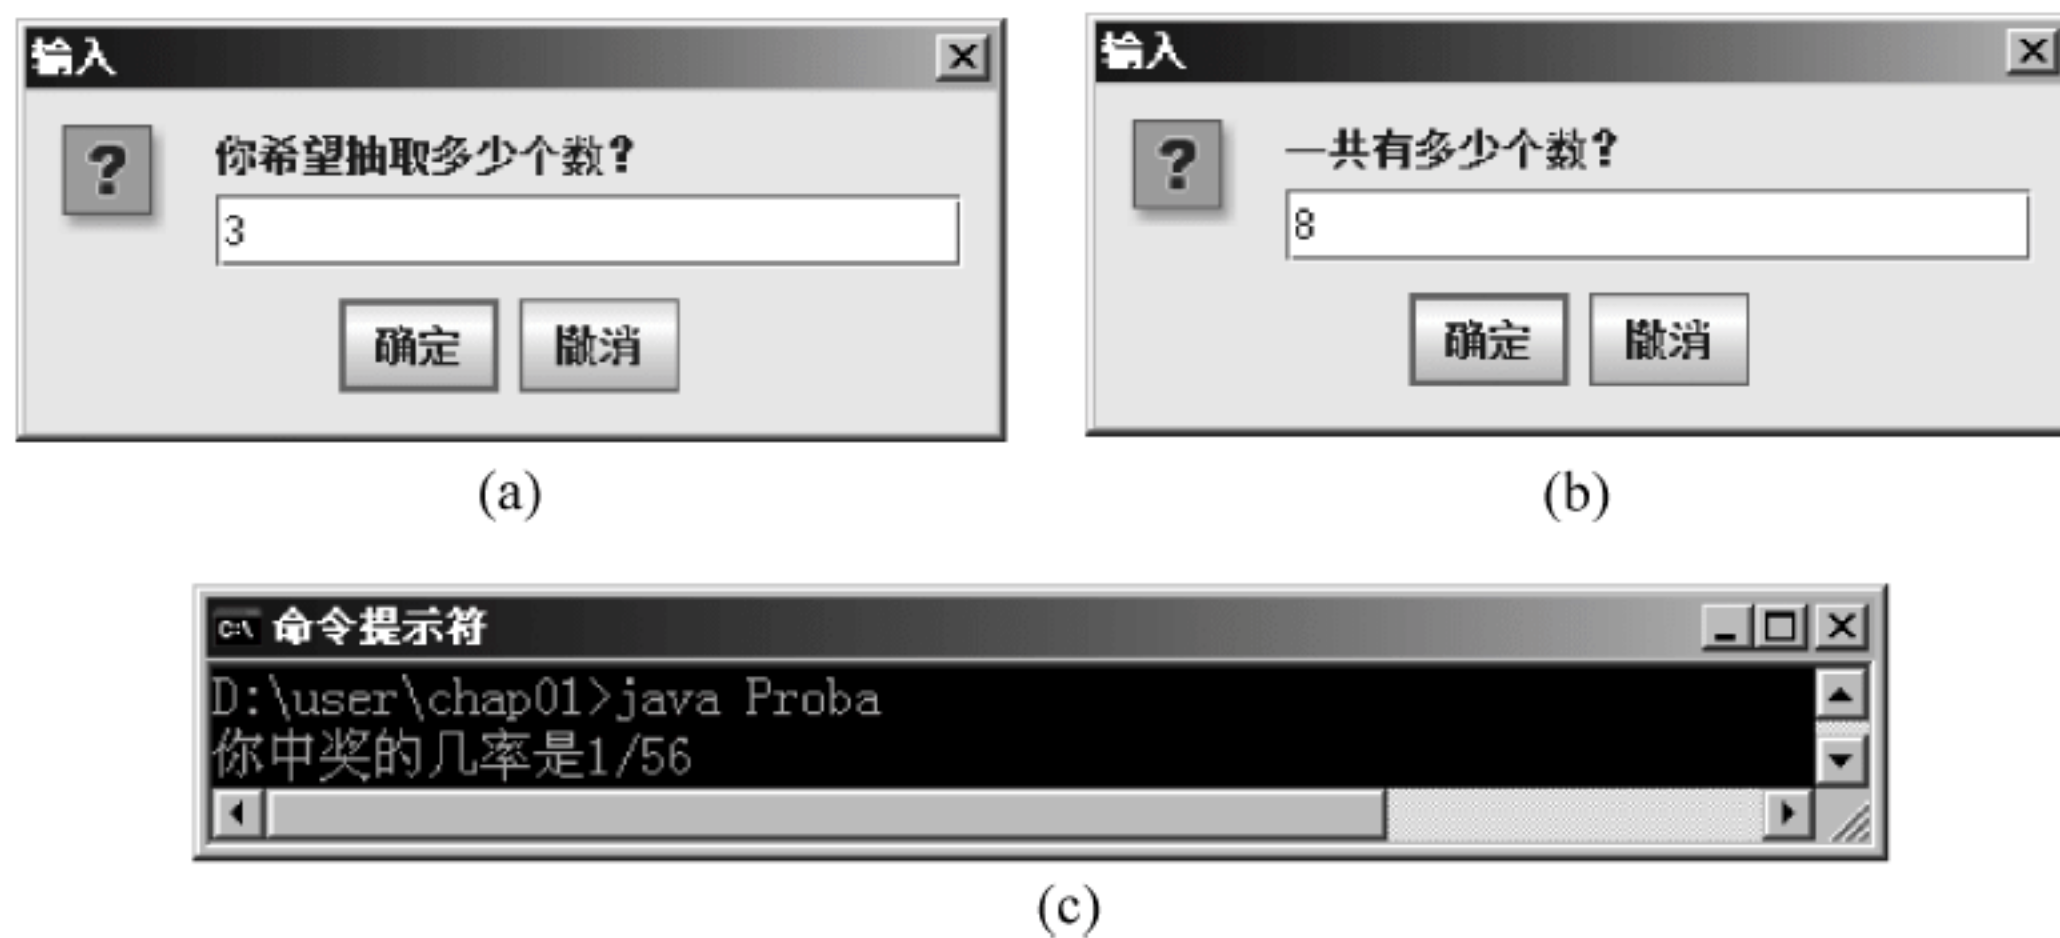 输入
你希望抽取多少个数?
3
确定 撤消
(a)
输入
一共有多少个数?
8
确定 撤消
(b)
C:\ 命令提示符
D:\user\chap01>java Proba
你中奖的几率是1/56
(c)